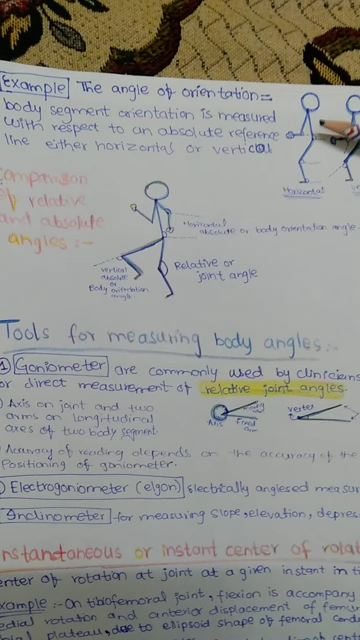 Example The angle of orientation =
body segment orientation is measured
with respect to an absolute reference
line either horizontal or vertical
Horizontal
Comparison
of relative
and absolute
angles :-
Horizontal
absolute or body orientation angle
vertical
absolute
or
Body orientation
angle
Relative or
joint angle
Tools for measuring body angles :-
1) Goniometer are commonly used by clinicians
for direct measurement of relative joint angles.
Axis on joint and two
arms on longitudinal
axes of two body segment
Axis
Fixed
arm
vertex
Accuracy of reading depends on the accuracy of the
Positioning of goniometer.
Electrogoniometer (elgon) electrically
Inclinometer for measuring slope, elevation, depres
Instantaneous or instant center of rotat
center of rotation at joint at a given instant in ti
Example :- On tibiofemoral joint, flexion is accompany
medial rotation and anterior displacement of femu
plateau, due to ellipsoid shape of femoral cond